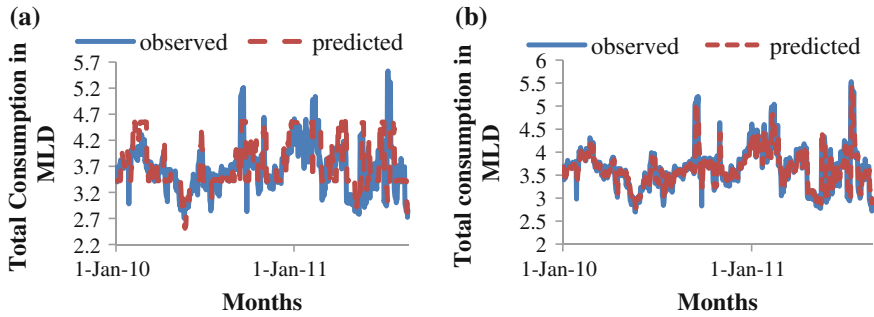 (a)
observed
predicted
Total Consumption in
MLD
5.7
5.2
4.7
4.2
3.7
3.2
2.7
2.2
1-Jan-10
1-Jan-11
Months
(b)
observed
predicted
Total consumption in
MLD
6
5.5
5
4.5
4
3.5
3
2.5
2
1-Jan-10
1-Jan-11
Months